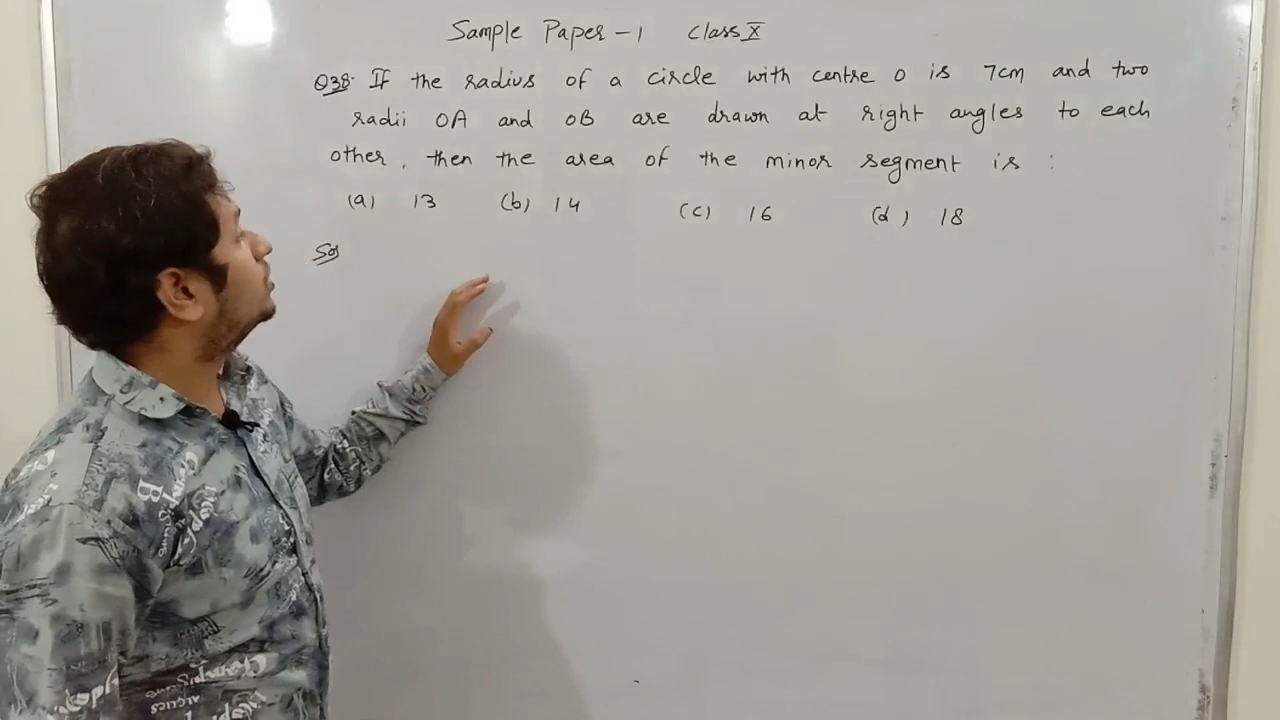 Sample Paper - 1 Class X
Q38. If the radius of a circle with centre O is 7cm and two
radii OA and OB are drawn at right angles to each
other, then the area of the minor segment is :
(a) 13 (b) 14 (c) 16 (d) 18
Sol